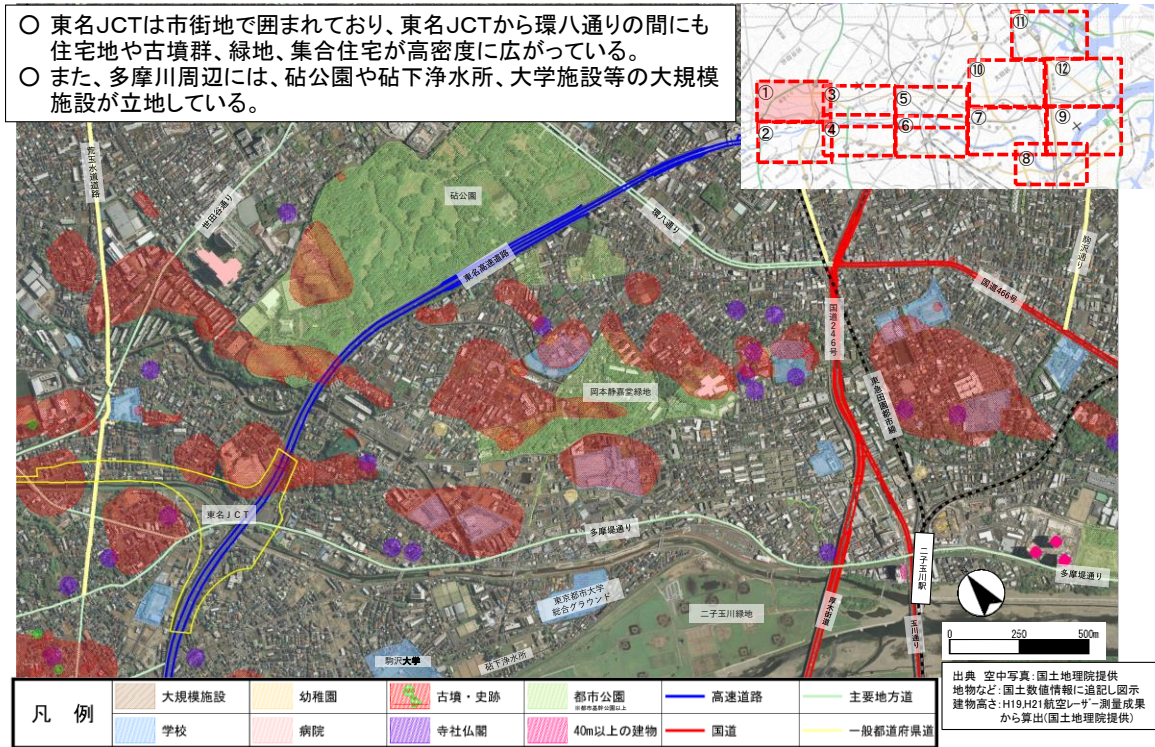 ○ 東名JCTは市街地で囲まれており、東名JCTから環八通りの間にも
住宅地や古墳群、緑地、集合住宅が高密度に広がっている。
○ また、多摩川周辺には、砧公園や砧下浄水所、大学施設等の大規模
施設が立地している。
①
②
③
④
⑤
⑥
⑦
⑧
⑨
⑩
⑪
⑫
荒玉水道道路
世田谷通り
砧公園
東名高速道路
環八通り
国道246号
国道466号
駒沢通り
岡本静嘉堂緑地
東急田園都市線
東名JCT
多摩堤通り
東京都市大学
総合グラウンド
二子玉川緑地
駒沢大学
砧下浄水所
厚木街道
二子玉川駅
玉川通り
多摩堤通り
0 250 500m
出典 空中写真:国土地理院提供
地物など:国土数値情報に追記し図示
建物高さ:H19,H21航空レーザー測量成果
から算出(国土地理院提供)
凡 例
大規模施設 幼稚園 古墳・史跡 都市公園 高速道路 主要地方道
※都市基幹公園以上
学校 病院 寺社仏閣 40m以上の建物 国道 一般都道府県道